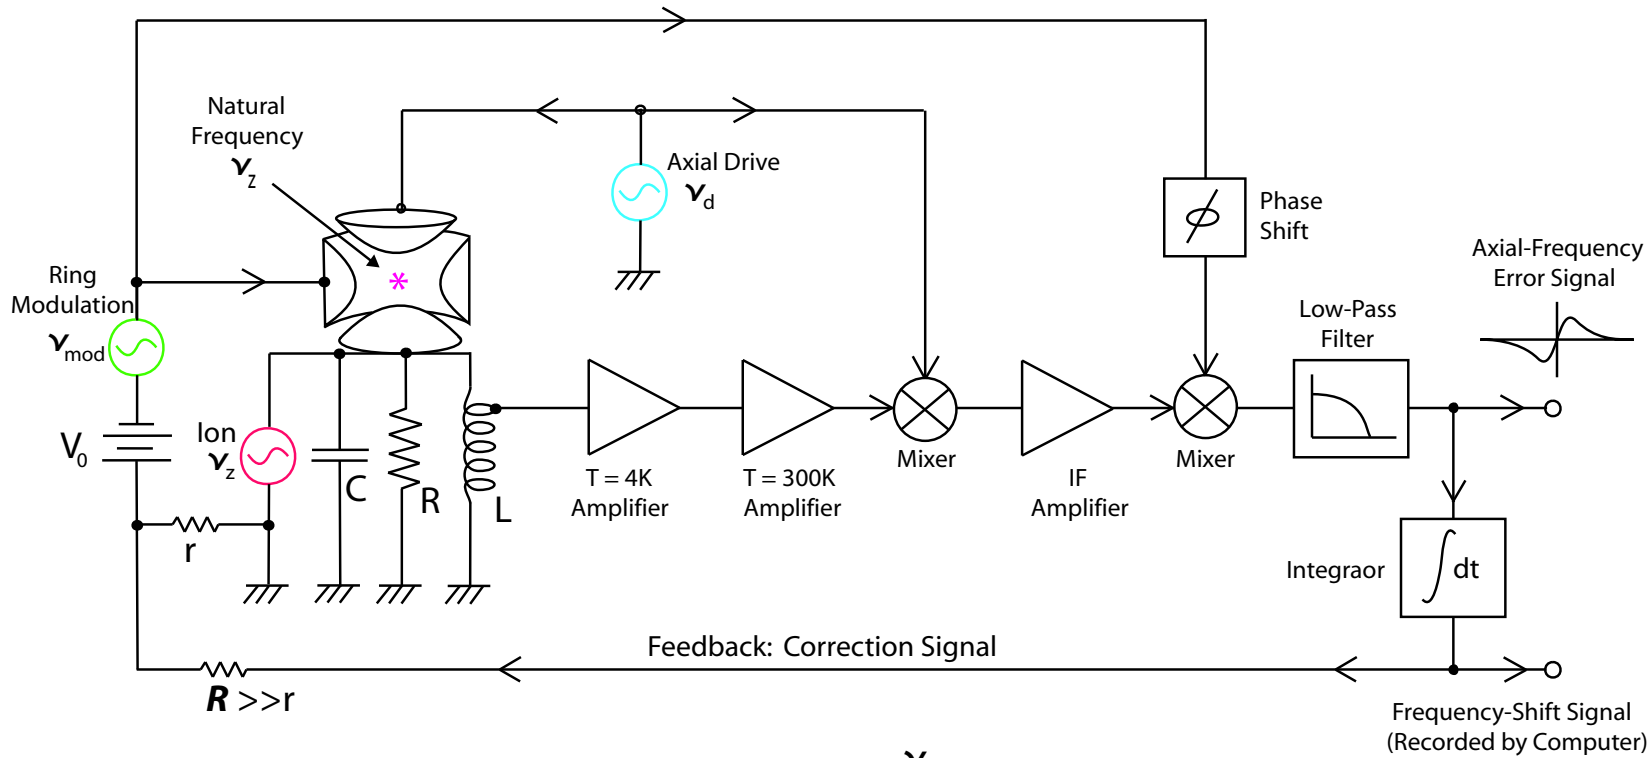 Natural
Frequency
νz
Axial Drive
νd
Phase
Shift
Axial-Frequency
Error Signal
Ring
Modulation
νmod
Low-Pass
Filter
V0
Ion
νz
C
R
L
r
T = 4K
Amplifier
T = 300K
Amplifier
Mixer
IF
Amplifier
Mixer
Integraor
∫dt
Feedback: Correction Signal
R >>r
Frequency-Shift Signal
(Recorded by Computer)